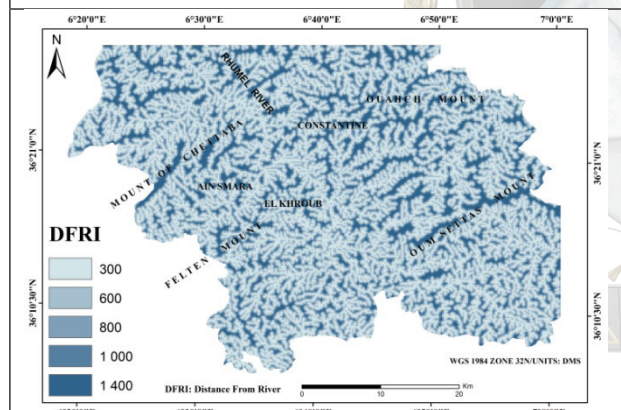 6°20'0"E 6°30'0"E 6°40'0"E 6°50'0"E 7°0'0"E
N
RHUMEL RIVER
OUAHCH MOUNT
CONSTANTINE
36°21'0"N
36°21'0"N
MOUNT OF CHETTABA
AIN SMARA
EL KHROUB
OUM SETTAS MOUNT
FELTEN MOUNT
DFRI
300
600
800
1 000
1 400
36°10'30"N
36°10'30"N
WGS 1984 ZONE 32N/UNITS: DMS
DFRI: Distance From River
Km
0 10 20